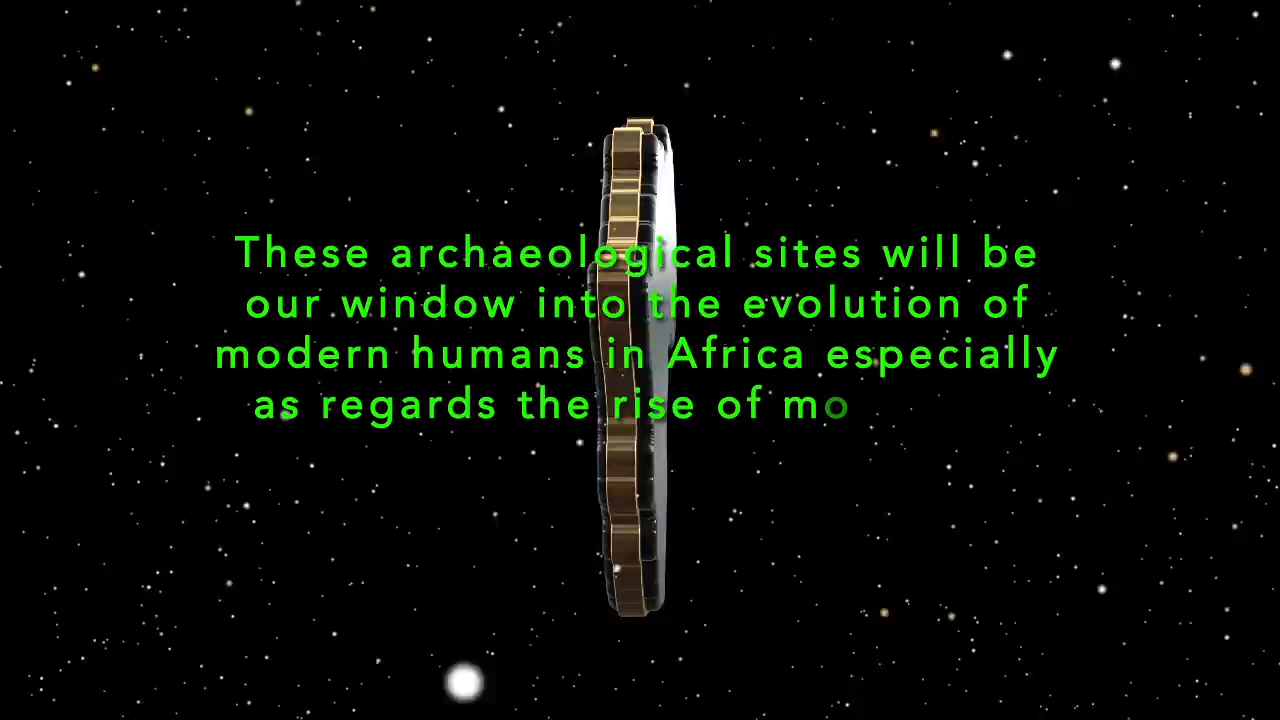 These archaeological sites will be
our window into the evolution of
modern humans in Africa especially
as regards the rise of mo